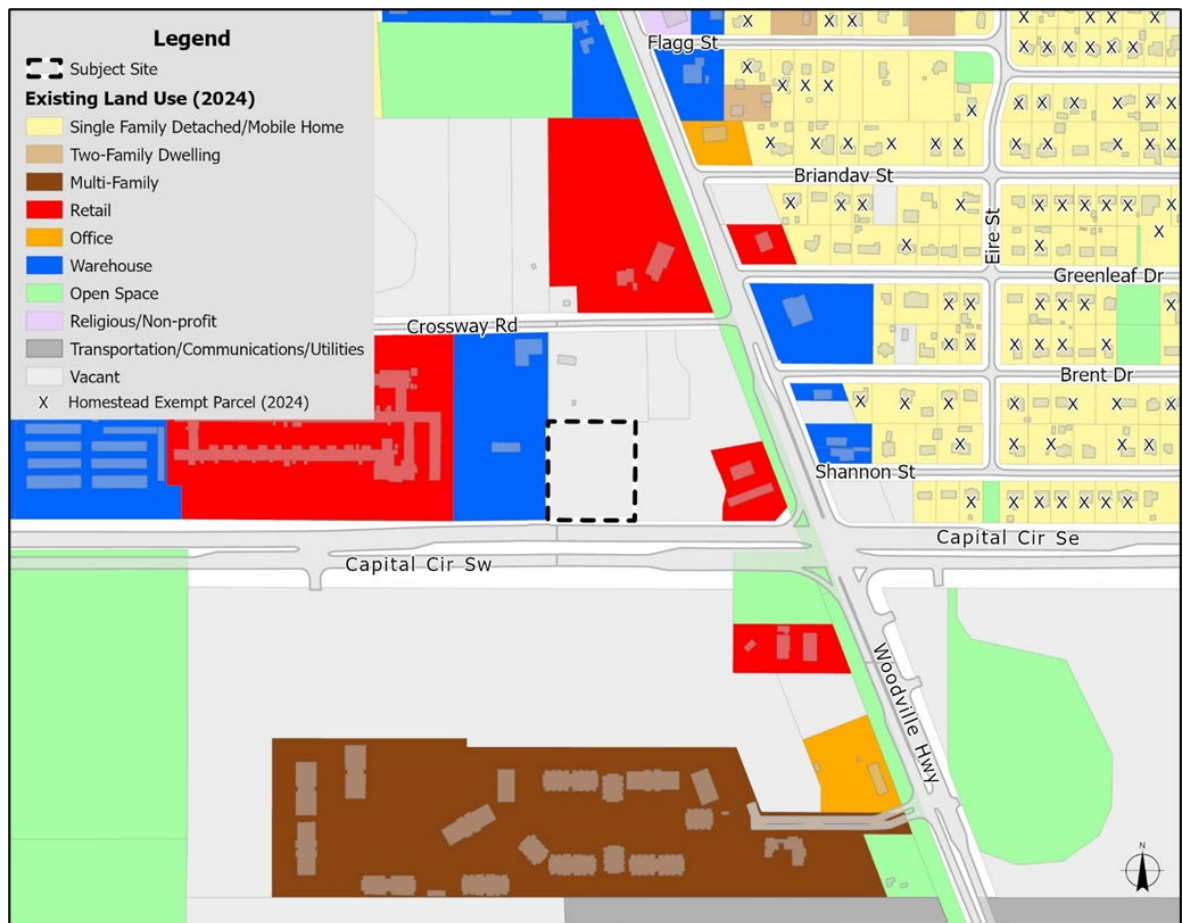 Legend
Subject Site
Existing Land Use (2024)
Single Family Detached/Mobile Home
Two-Family Dwelling
Multi-Family
Retail
Office
Warehouse
Open Space
Religious/Non-profit
Transportation/Communications/Utilities
Vacant
X Homestead Exempt Parcel (2024)
Flagg St
Briandav St
Eire St
Greenleaf Dr
Crossway Rd
Brent Dr
Shannon St
Capital Cir Se
Capital Cir Sw
Woodville Hwy
N